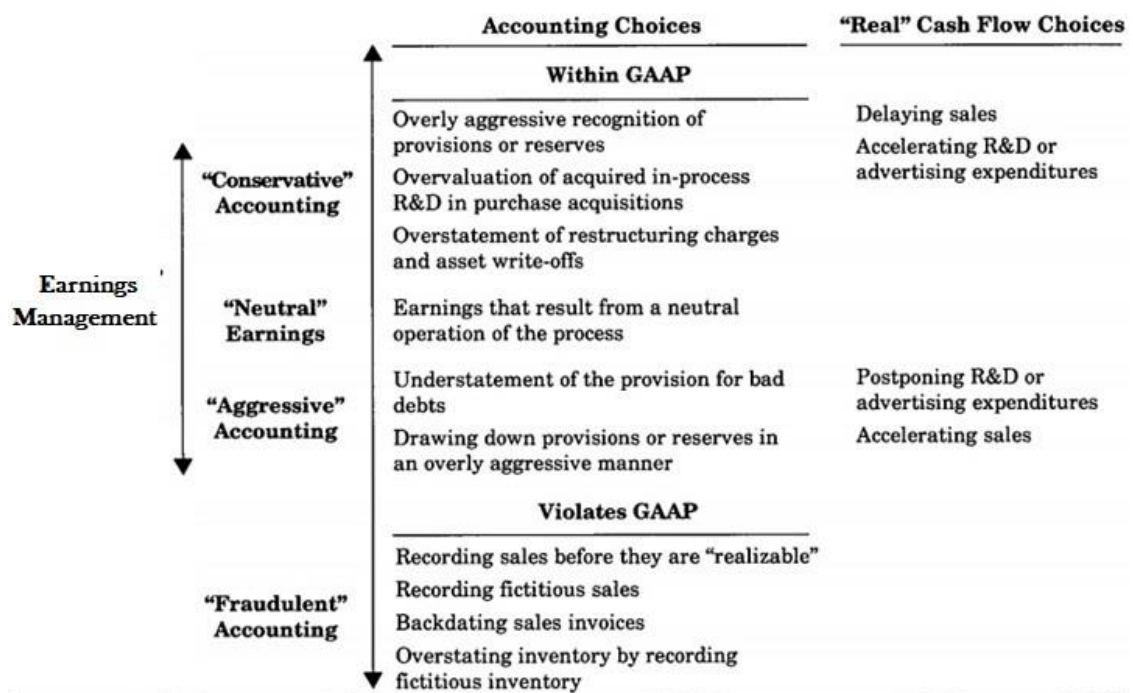 Accounting Choices
“Real” Cash Flow Choices
Within GAAP
Overly aggressive recognition of
provisions or reserves
Delaying sales
Accelerating R&D or
advertising expenditures
“Conservative”
Accounting
Overvaluation of acquired in-process
R&D in purchase acquisitions
Overstatement of restructuring charges
and asset write-offs
Earnings
Management
“Neutral”
Earnings
Earnings that result from a neutral
operation of the process
“Aggressive”
Accounting
Understatement of the provision for bad
debts
Drawing down provisions or reserves in
an overly aggressive manner
Postponing R&D or
advertising expenditures
Accelerating sales
Violates GAAP
“Fraudulent”
Accounting
Recording sales before they are “realizable”
Recording fictitious sales
Backdating sales invoices
Overstating inventory by recording
fictitious inventory